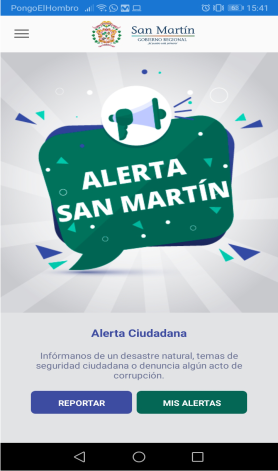 PongoElHombro 15:41
San Martín
GOBIERNO REGIONAL
ALERTA
SAN MARTÍN
Alerta Ciudadana
Infórmanos de un desastre natural, temas de
seguridad ciudadana o denuncia algún acto de
corrupción.
REPORTAR MIS ALERTAS